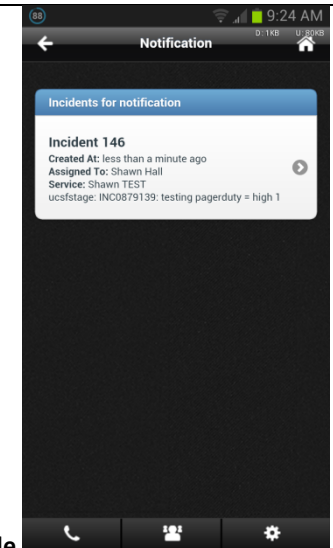 88
9:24 AM
D: 1KB U: 80KB
Notification
Incidents for notification
Incident 146
Created At: less than a minute ago
Assigned To: Shawn Hall
Service: Shawn TEST
ucsfstage: INC0879139: testing pagerduty = high 1